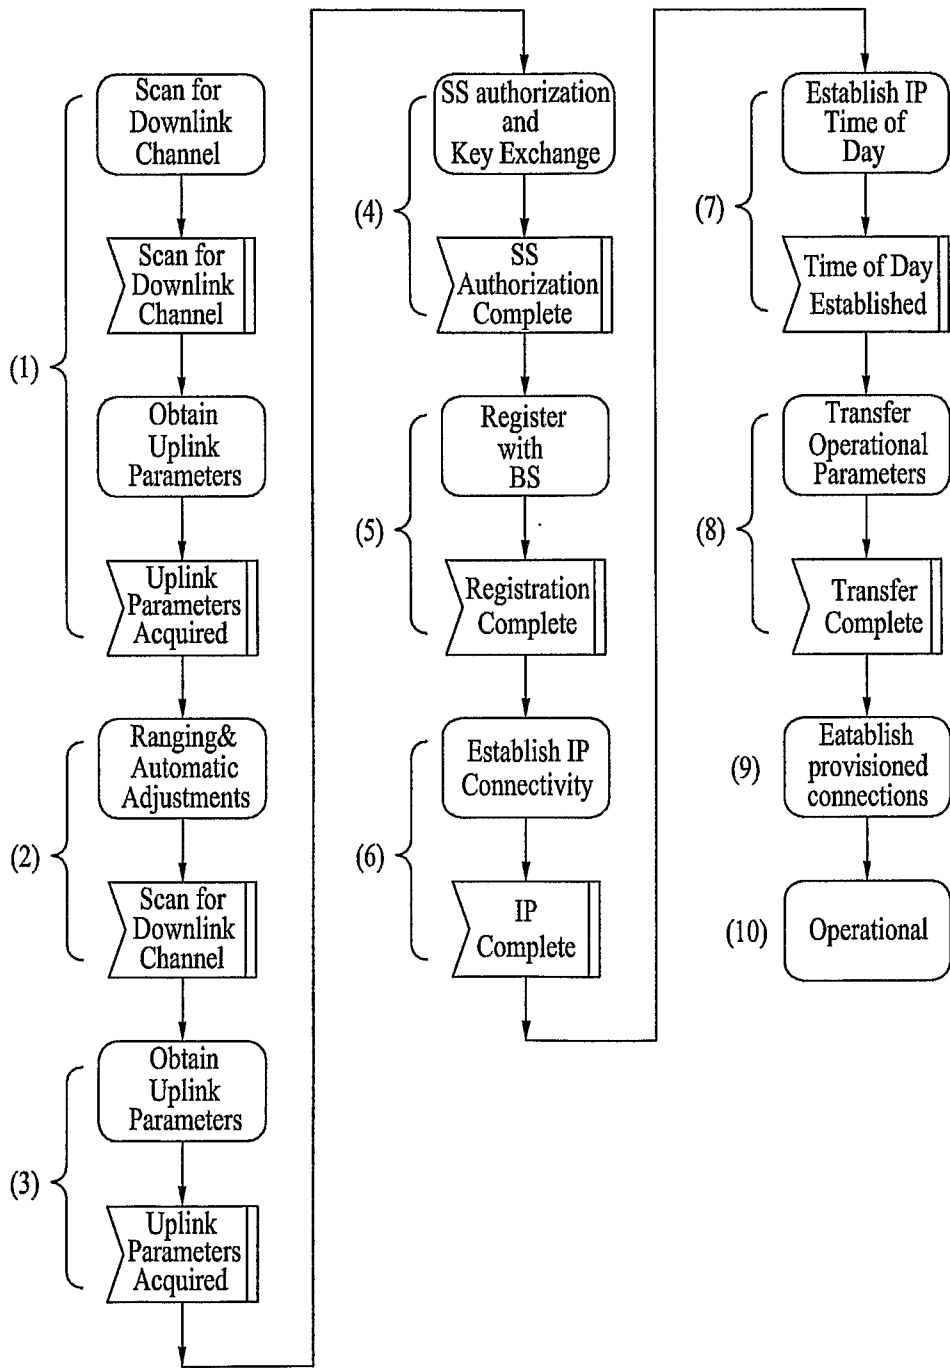 (1)
Scan for
Downlink
Channel
Scan for
Downlink
Channel
Obtain
Uplink
Parameters
Uplink
Parameters
Acquired
(2)
Ranging&
Automatic
Adjustments
Scan for
Downlink
Channel
(3)
Obtain
Uplink
Parameters
Uplink
Parameters
Acquired
(4)
SS authorization
and
Key Exchange
SS
Authorization
Complete
(5)
Register
with
BS
Registration
Complete
(6)
Establish IP
Connectivity
IP
Complete
(7)
Establish IP
Time of
Day
Time of Day
Established
(8)
Transfer
Operational
Parameters
Transfer
Complete
(9)
Eatablish
provisioned
connections
(10)
Operational